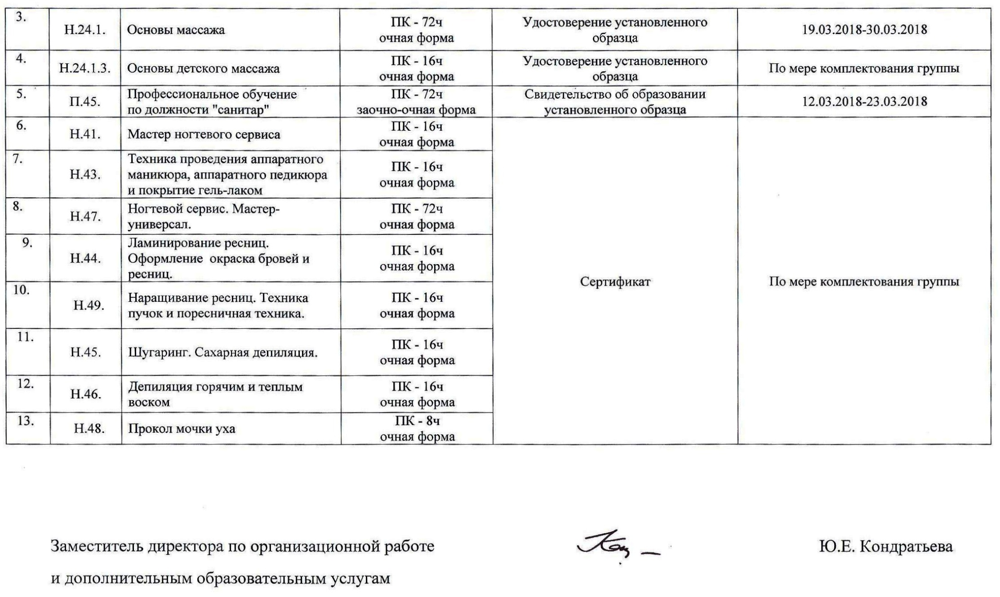 3.
Н.24.1.
Основы массажа
ПК - 72ч
очная форма
Удостоверение установленного
образца
19.03.2018-30.03.2018
4.
Н.24.1.3.
Основы детского массажа
ПК - 16ч
очная форма
Удостоверение установленного
образца
По мере комплектования группы
5.
П.45.
Профессиональное обучение
по должности "санитар"
ПК - 72ч
заочно-очная форма
Свидетельство об образовании
установленного образца
12.03.2018-23.03.2018
6.
Н.41.
Мастер ногтевого сервиса
ПК - 16ч
очная форма
7.
Н.43.
Техника проведения аппаратного
маникюра, аппаратного педикюра
и покрытие гель-лаком
ПК - 16ч
очная форма
8.
Н.47.
Ногтевой сервис. Мастер-
универсал.
ПК - 72ч
очная форма
9.
Н.44.
Ламинирование ресниц.
Оформление  окраска бровей и
ресниц.
ПК - 16ч
очная форма
Сертификат
По мере комплектования группы
10.
Н.49.
Наращивание ресниц. Техника
пучок и поресничная техника.
ПК - 16ч
очная форма
11.
Н.45.
Шугаринг. Сахарная депиляция.
ПК - 16ч
очная форма
12.
Н.46.
Депиляция горячим и теплым
воском
ПК - 16ч
очная форма
13.
Н.48.
Прокол мочки уха
ПК - 8ч
очная форма
Заместитель директора по организационной работе
и дополнительным образовательным услугам
Ю.Е. Кондратьева